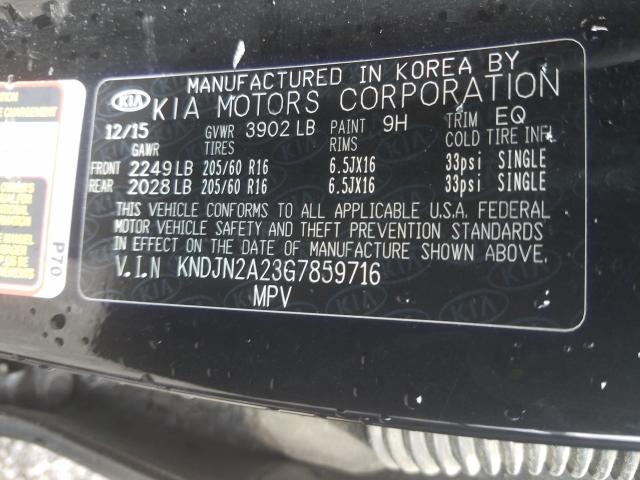 MANUFACTURED IN KOREA BY
KIA KIA MOTORS CORPORATION
12/15 GVWR 3902 LB PAINT 9H TRIM EQ
GAWR TIRES RIMS COLD TIRE INFL.
FRONT 2249 LB 205/60 R16 6.5JX16 33psi SINGLE
REAR 2028 LB 205/60 R16 6.5JX16 33psi SINGLE
THIS VEHICLE CONFORMS TO ALL APPLICABLE U.S.A. FEDERAL
MOTOR VEHICLE SAFETY AND THEFT PREVENTION STANDARDS
IN EFFECT ON THE DATE OF MANUFACTURE SHOWN ABOVE.
V.I.N KNDJN2A23G7859716
MPV
P70